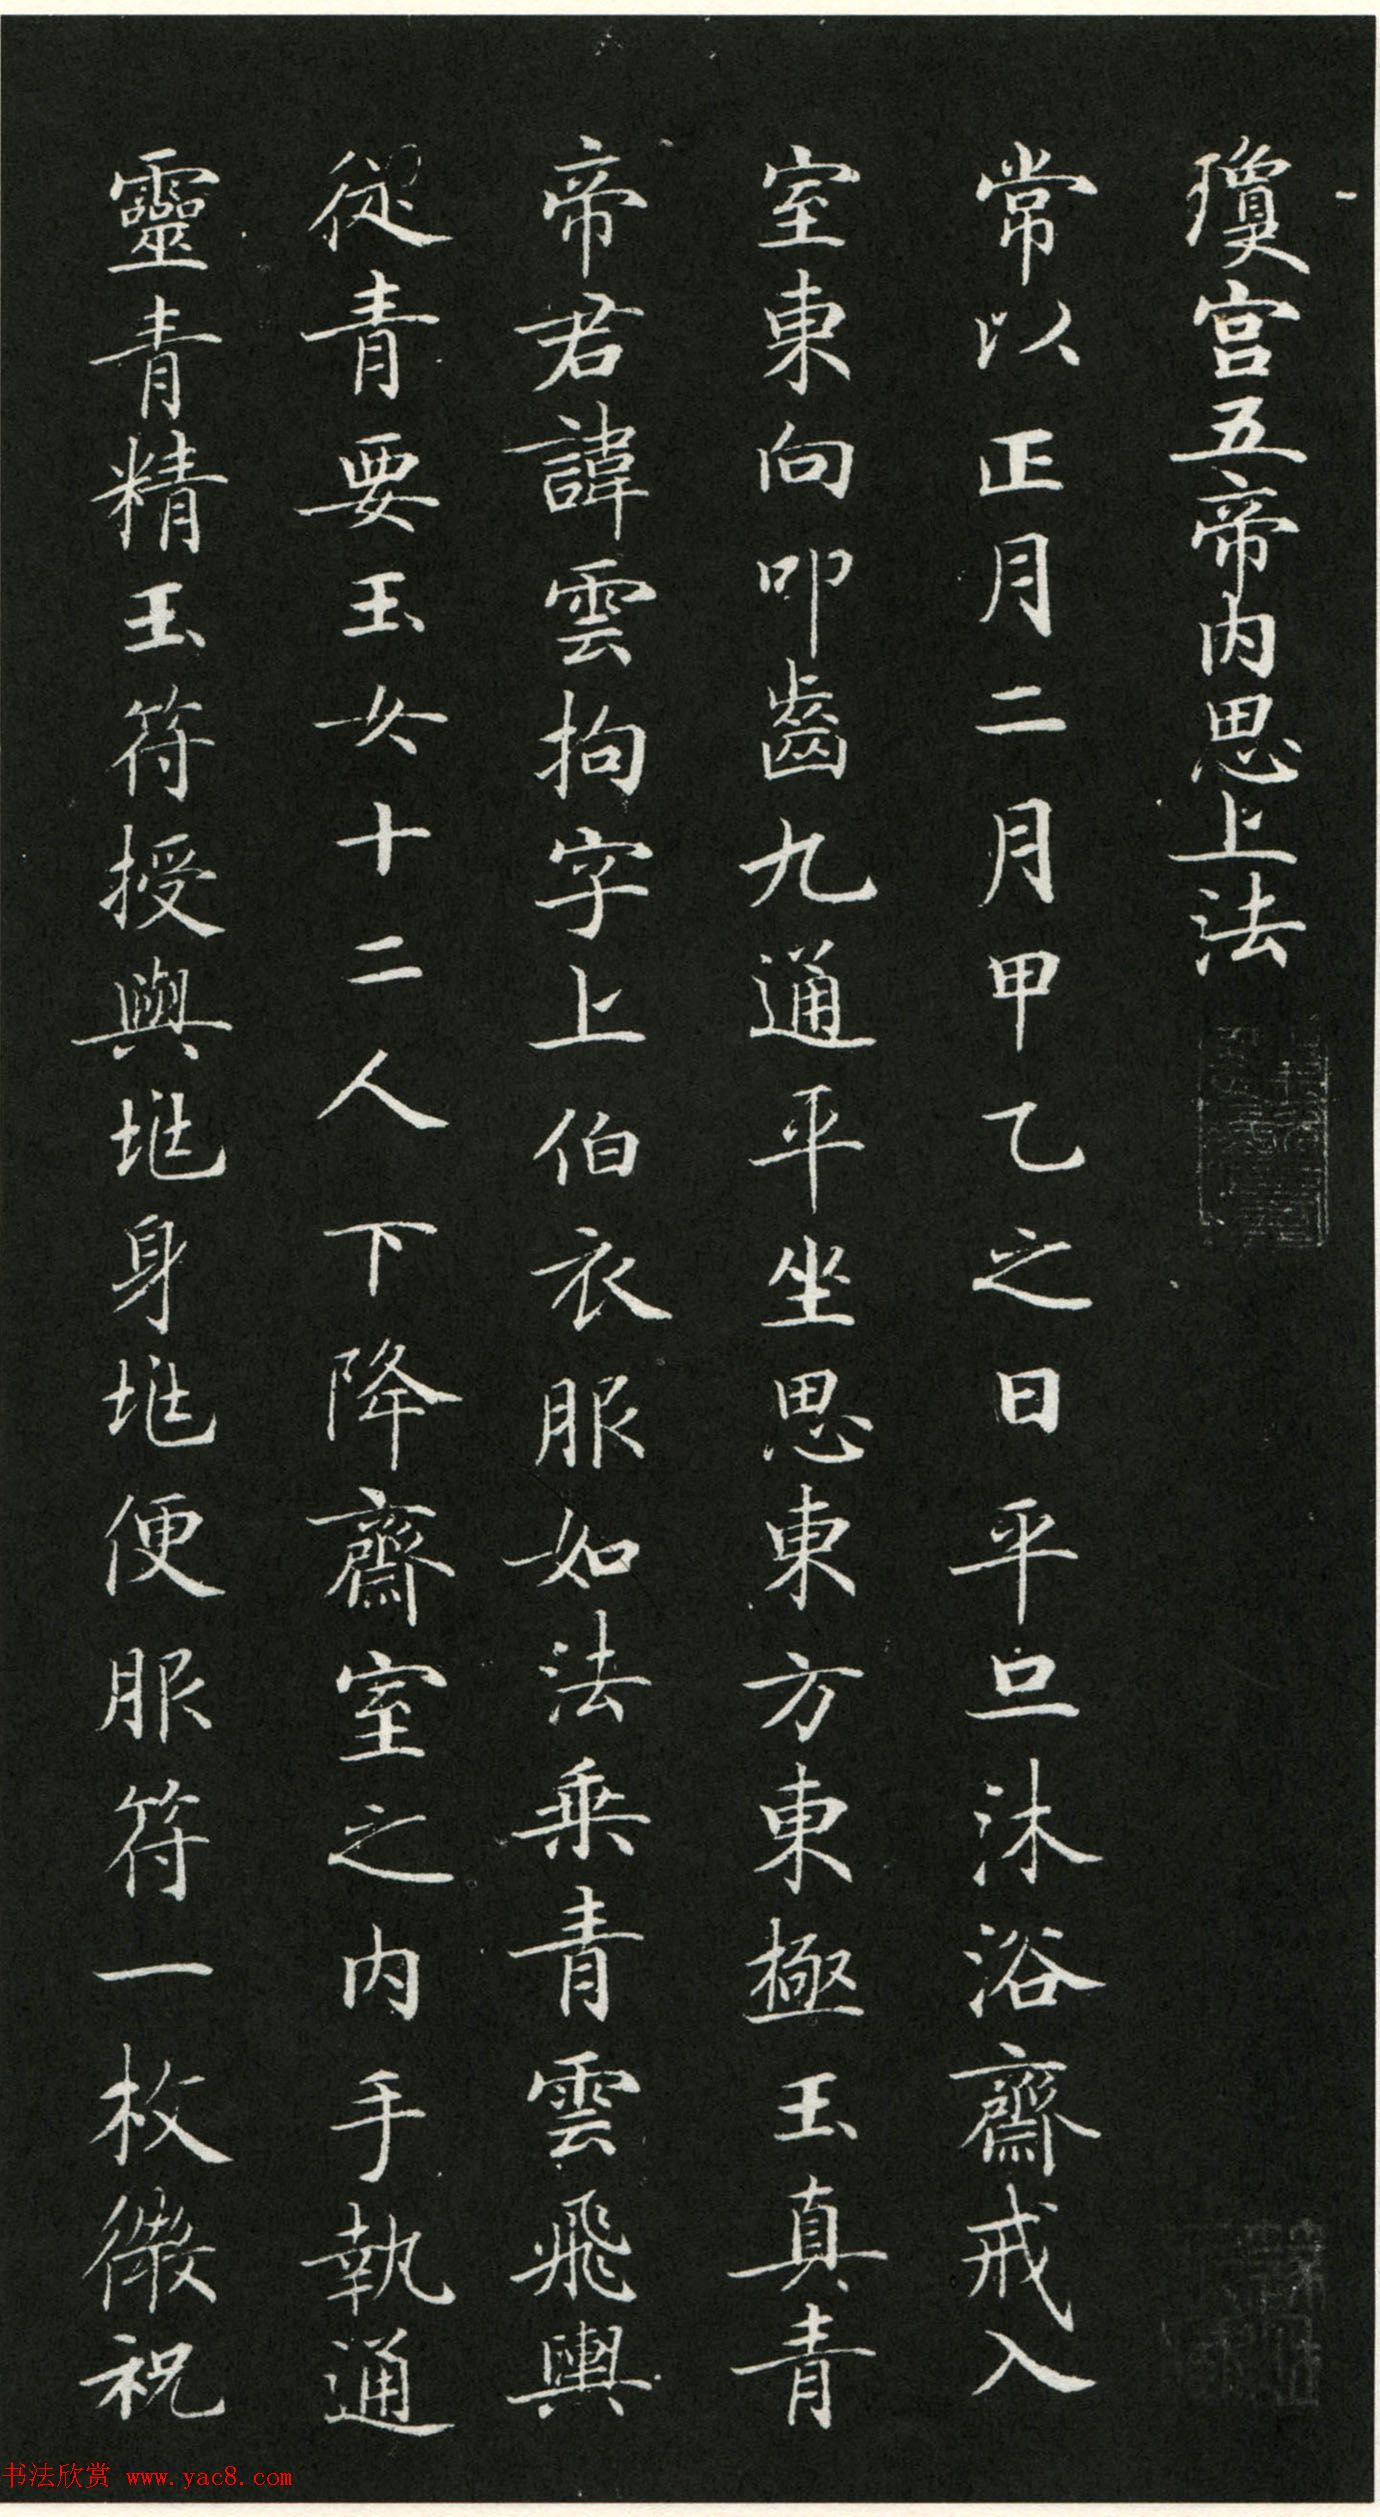 瓊宫五帝内思上法
常以正月二月甲乙之日平旦沐浴齋戒入
室東向叩齒九通平坐思東方東極玉真青
帝君諱雲拘字上伯衣服如法乘青雲飛輿
從青要玉女十二人下降齋室之内手執通
靈青精玉符授與兆身兆便服符一枚微祝
书法欣赏 www.yac8.com